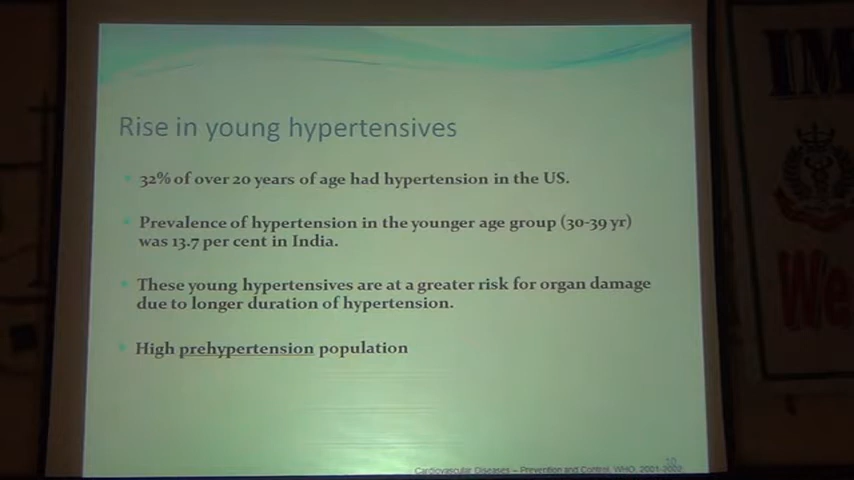 IM
Rise in young hypertensives
32% of over 20 years of age had hypertension in the US.
Prevalence of hypertension in the younger age group (30-39 yr)
was 13.7 per cent in India.
These young hypertensives are at a greater risk for organ damage
due to longer duration of hypertension.
High prehypertension population
We
10
Cardiovascular Diseases – Prevention and Control, WHO, 2001-2002